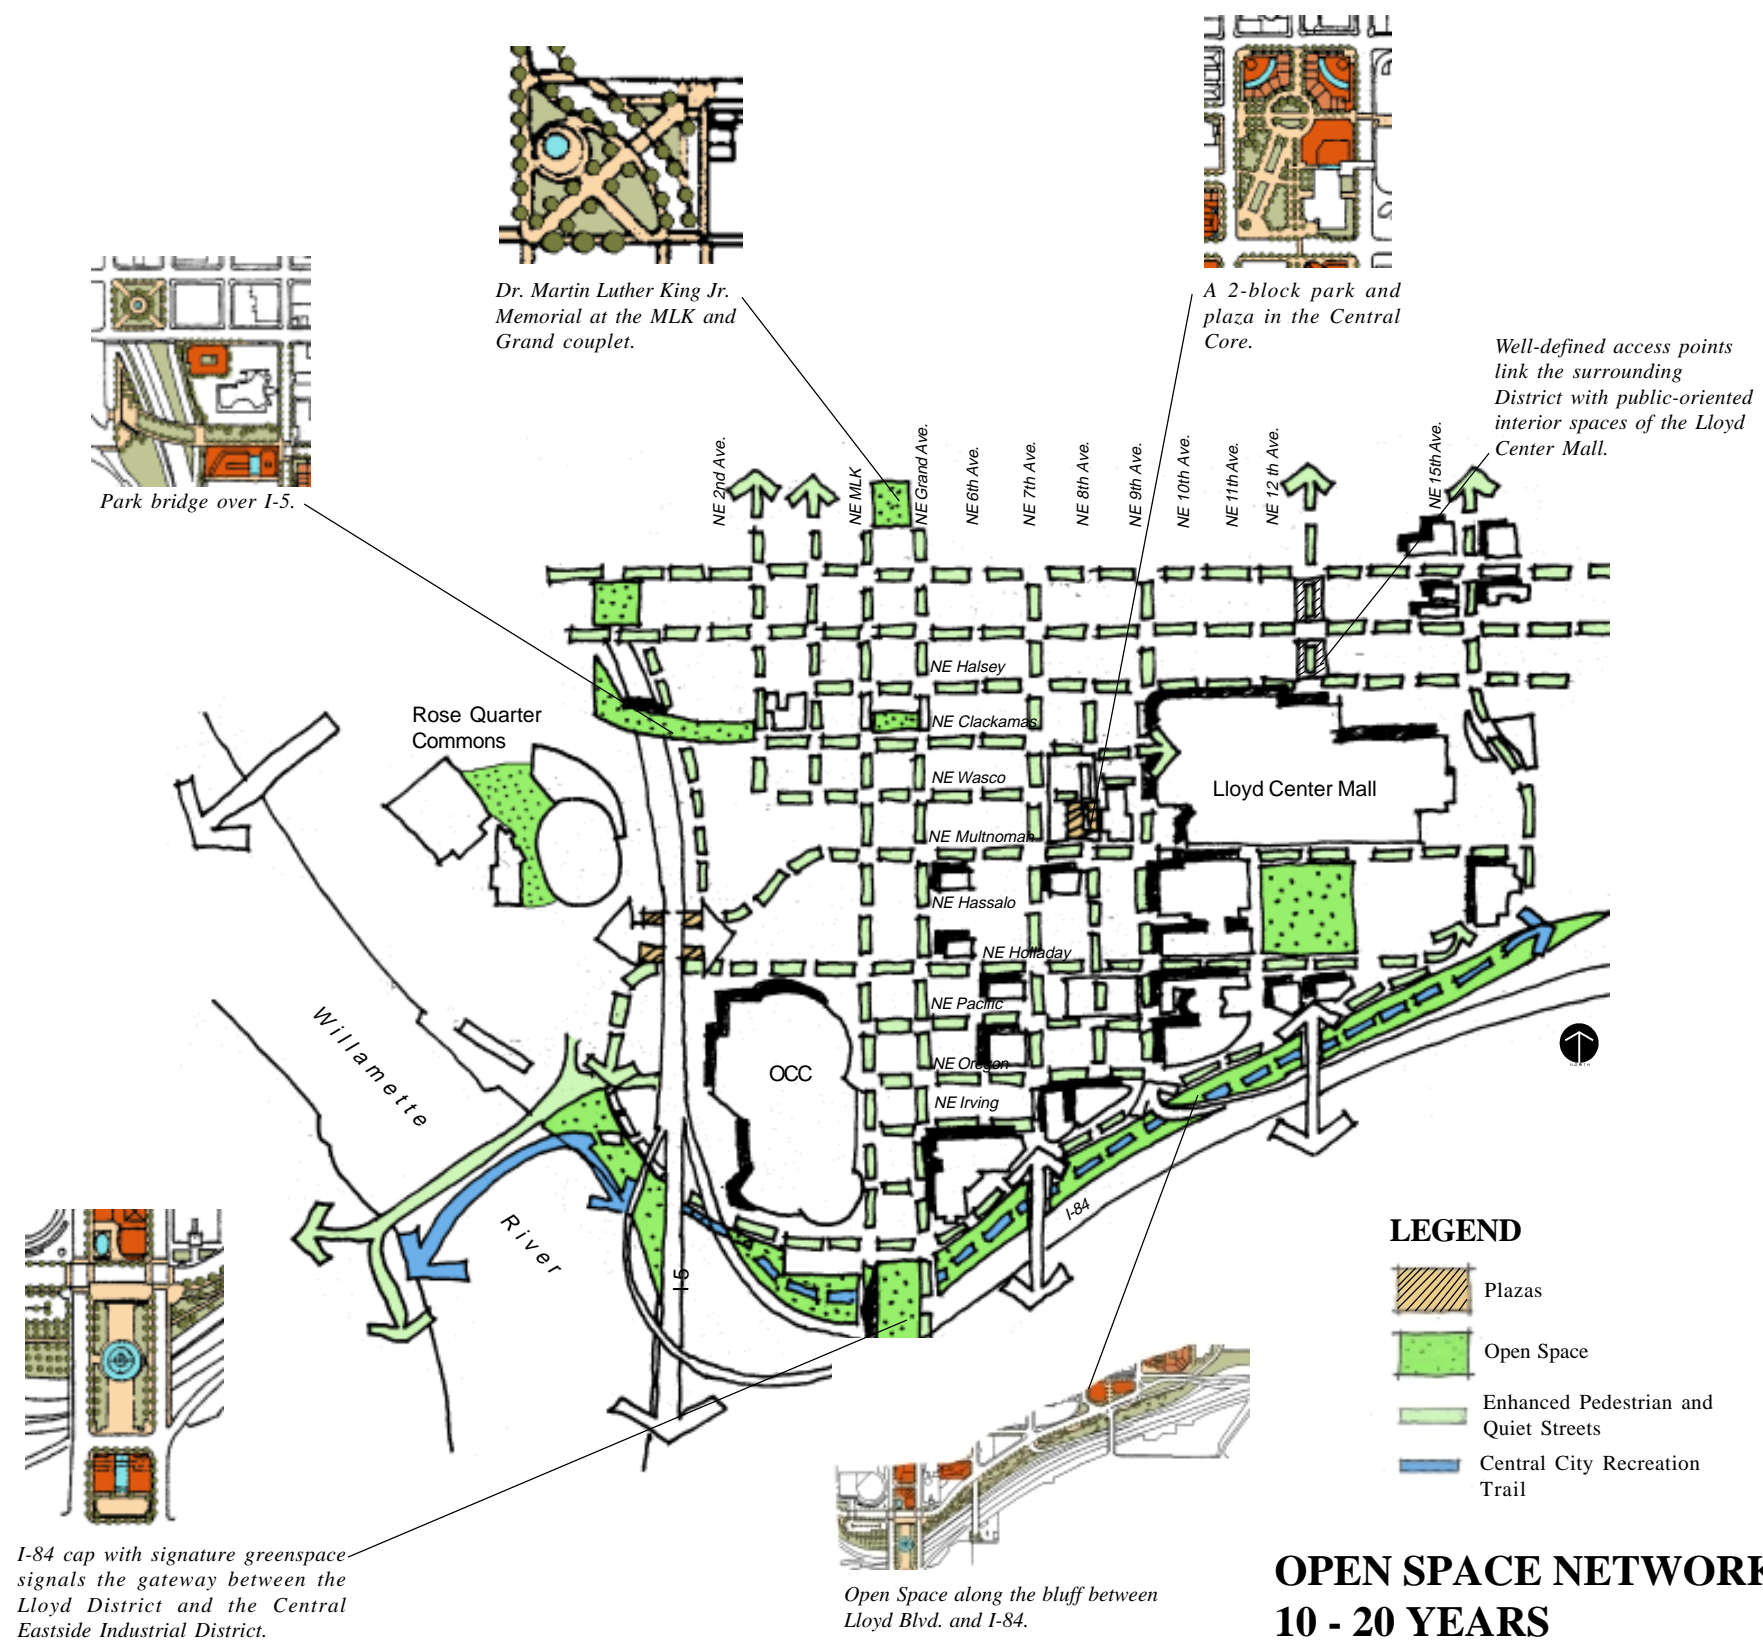 Dr. Martin Luther King Jr.
Memorial at the MLK and
Grand couplet.
A 2-block park and
plaza in the Central
Core.
Well-defined access points
link the surrounding
District with public-oriented
interior spaces of the Lloyd
Center Mall.
Park bridge over I-5.
NE 2nd Ave.
NE MLK
NE Grand Ave.
NE 6th Ave.
NE 7th Ave.
NE 8th Ave.
NE 9th Ave.
NE 10th Ave.
NE 11th Ave.
NE 12 th Ave.
NE 15th Ave.
NE Halsey
NE Clackamas
NE Wasco
NE Multnomah
NE Hassalo
NE Holladay
NE Pacific
NE Oregon
NE Irving
Rose Quarter
Commons
Lloyd Center Mall
OCC
Willamette
River
I-5
I-84
NORTH
LEGEND
Plazas
Open Space
Enhanced Pedestrian and
Quiet Streets
Central City Recreation
Trail
I-84 cap with signature greenspace
signals the gateway between the
Lloyd District and the Central
Eastside Industrial District.
Open Space along the bluff between
Lloyd Blvd. and I-84.
OPEN SPACE NETWORK
10 - 20 YEARS